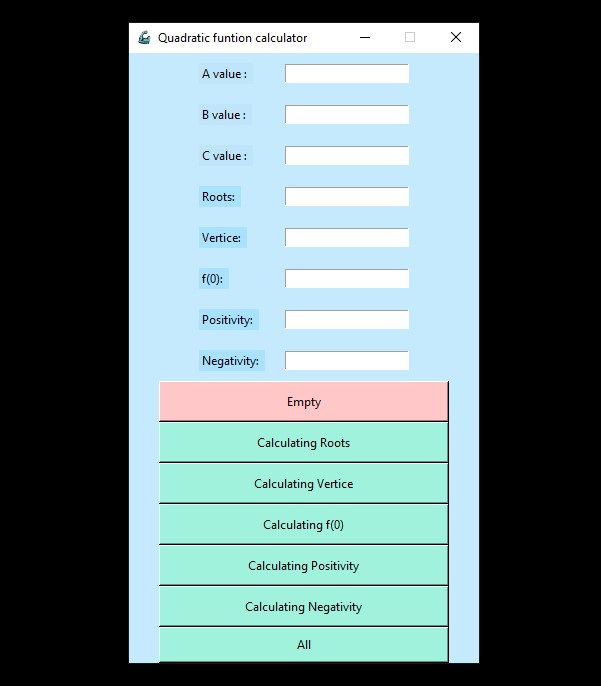 Quadratic funtion calculator
A value :
B value :
C value :
Roots:
Vertice:
f(0):
Positivity:
Negativity:
Empty
Calculating Roots
Calculating Vertice
Calculating f(0)
Calculating Positivity
Calculating Negativity
All